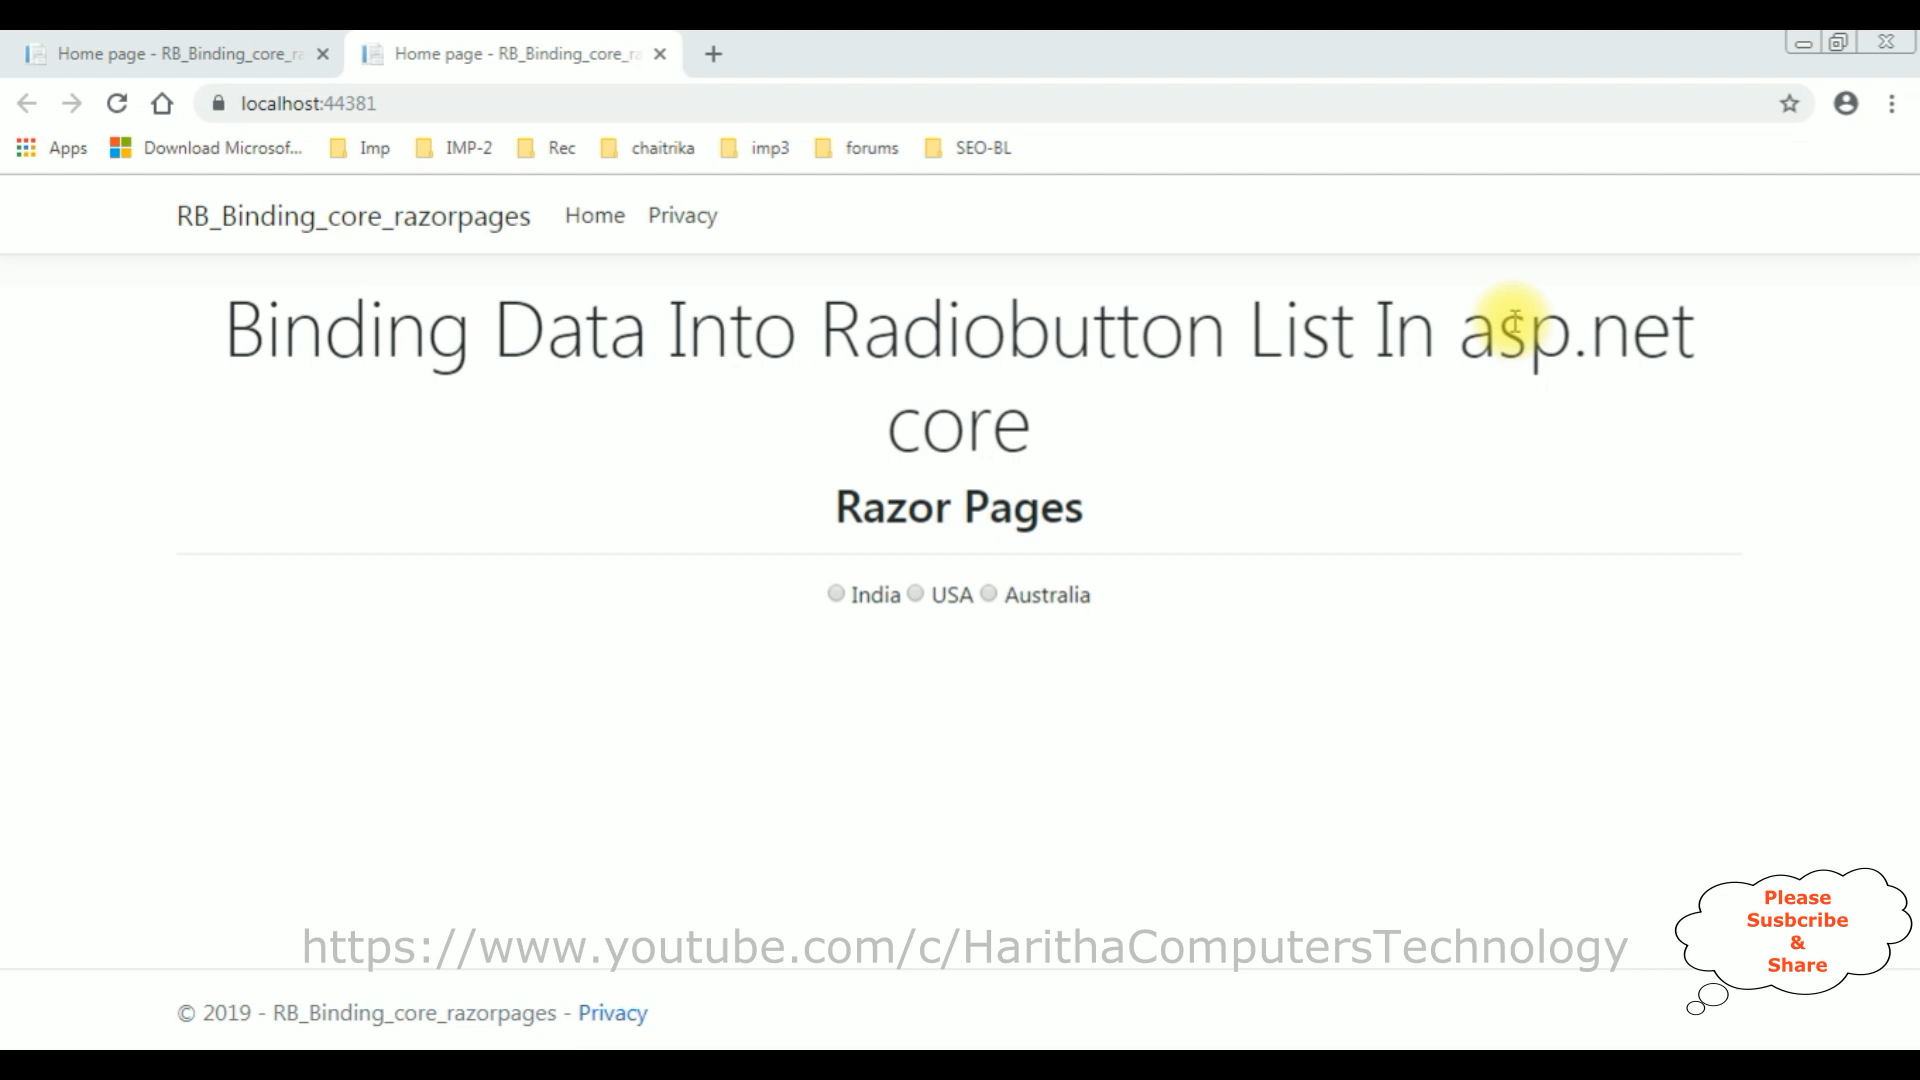 Home page - RB_Binding_core_ra
Home page - RB_Binding_core_ra
localhost:44381
Apps
Download Microsof...
Imp
IMP-2
Rec
chaitrika
imp3
forums
SEO-BL
RB_Binding_core_razorpages
Home
Privacy
Binding Data Into Radiobutton List In asp.net
core
Razor Pages
India USA Australia
https://www.youtube.com/c/HarithaComputersTechnology
Please
Susbcribe
&
Share
© 2019 - RB_Binding_core_razorpages - Privacy